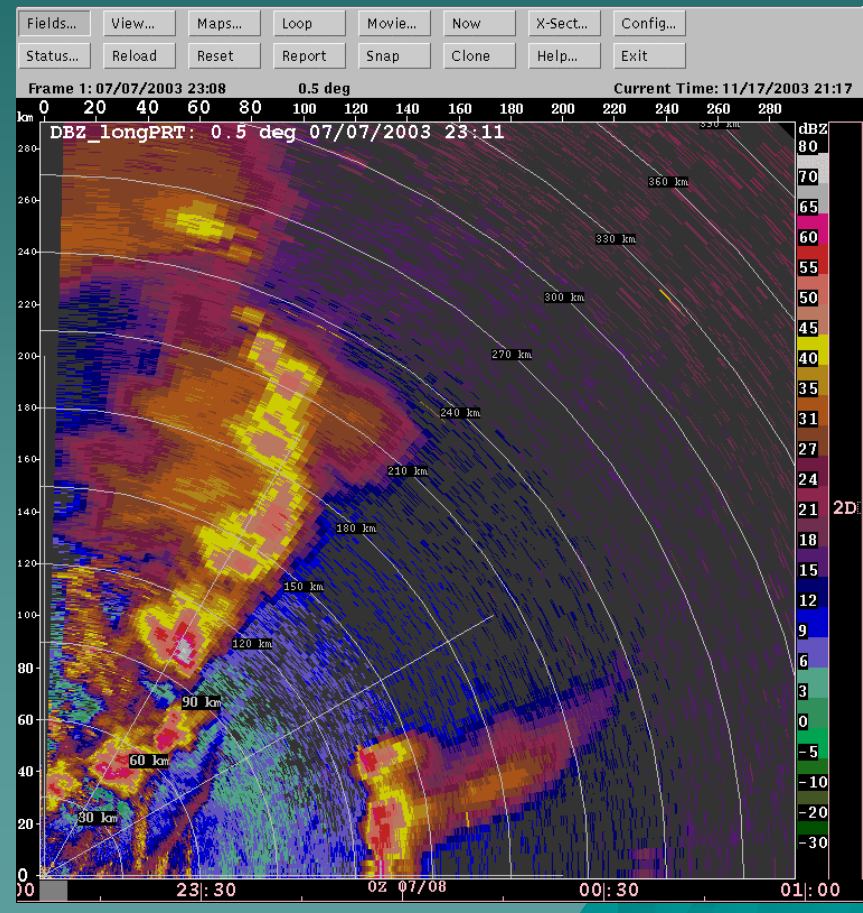 Fields... View... Maps... Loop Movie... Now X-Sect... Config...
Status... Reload Reset Report Snap Clone Help... Exit
Frame 1: 07/07/2003 23:08 0.5 deg Current Time: 11/17/2003 21:17
km 0 20 40 60 80 100 120 140 160 180 200 220 240 260 280
DBZ_longPRT: 0.5 deg 07/07/2003 23:11
dBZ
80
70
65
60
55
50
45
40
35
31
27
24
21
18
15
12
9
6
3
0
-5
-10
-20
-30
2D
280
260
240
220
200
180
160
140
120
100
80
60
40
20
0
360 km
330 km
300 km
270 km
240 km
210 km
180 km
150 km
120 km
90 km
60 km
30 km
23:30 0Z 07/08 00:30 01:00